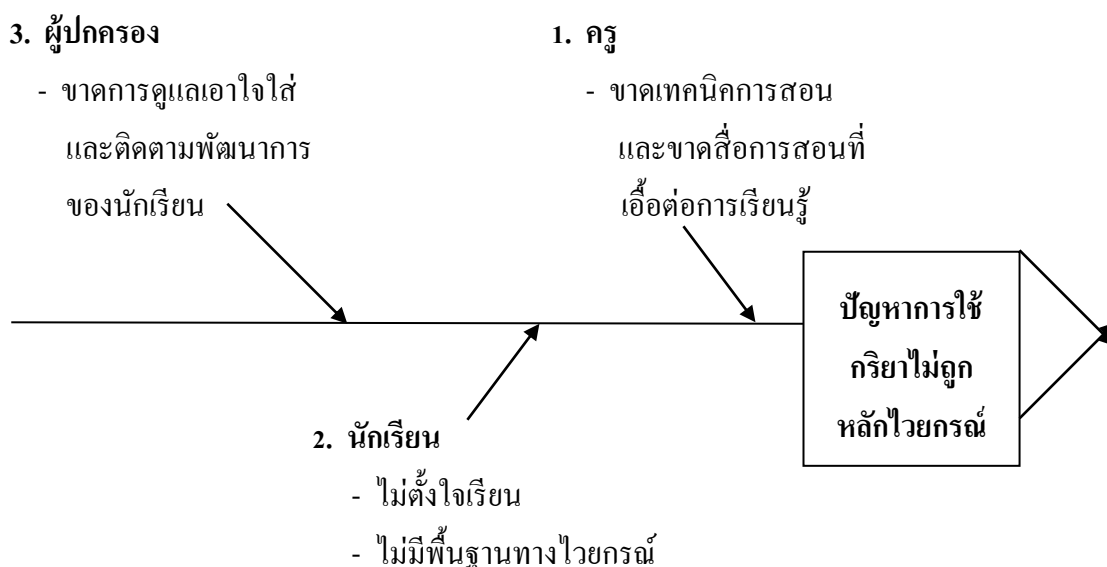 3. ผู้ปกครอง
- ขาดการดูแลเอาใจใส่
และติดตามพัฒนาการ
ของนักเรียน
1. ครู
- ขาดเทคนิคการสอน
และขาดสื่อการสอนที่
เอื้อต่อการเรียนรู้
ปัญหาการใช้
กริยาไม่ถูก
หลักไวยกรณ์
2. นักเรียน
- ไม่ตั้งใจเรียน
- ไม่มีพื้นฐานทางไวยกรณ์